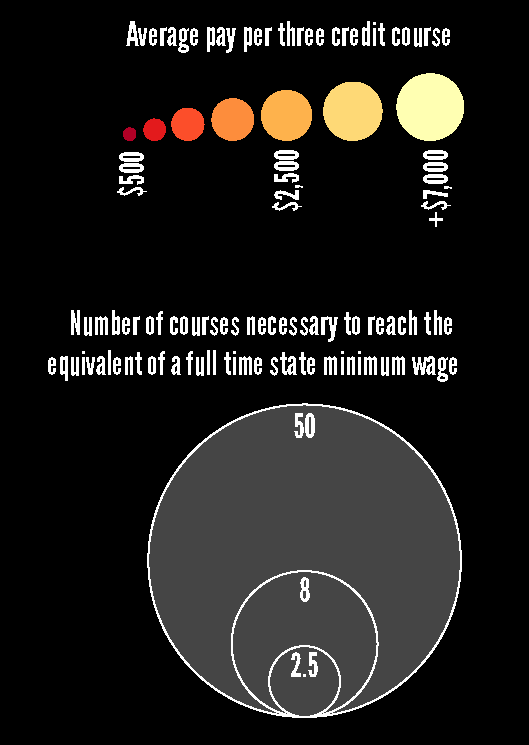 Average pay per three credit course
$500
$2,500
+$7,000
Number of courses necessary to reach the
equivalent of a full time state minimum wage
50
8
2.5